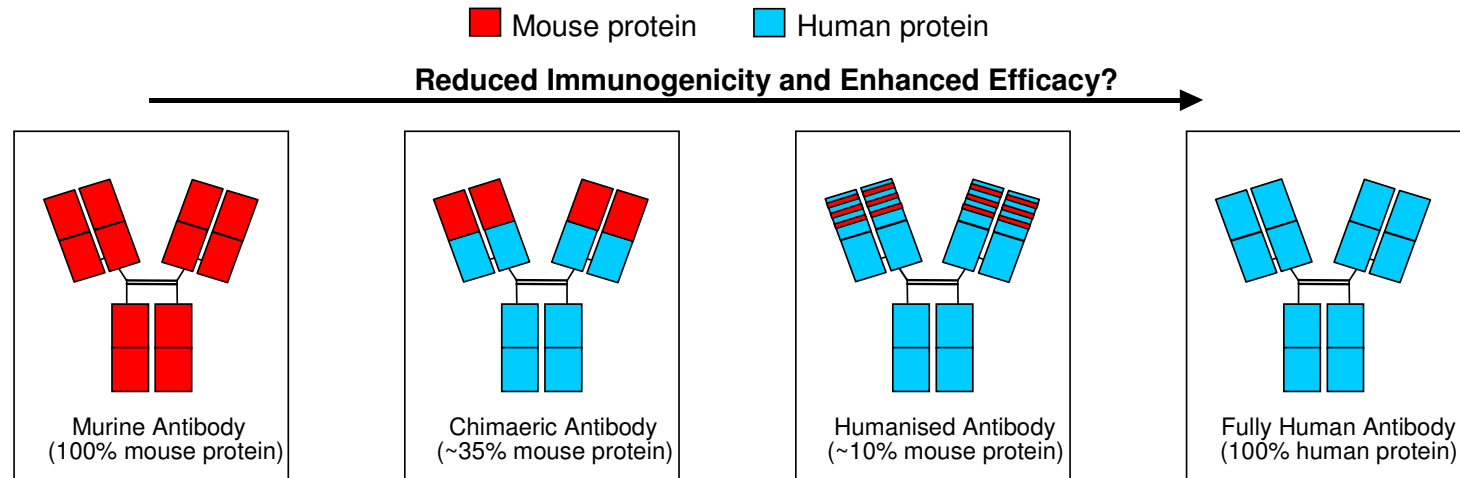 Mouse protein
Human protein
Reduced Immunogenicity and Enhanced Efficacy?
Murine Antibody
(100% mouse protein)
Chimaeric Antibody
(~35% mouse protein)
Humanised Antibody
(~10% mouse protein)
Fully Human Antibody
(100% human protein)